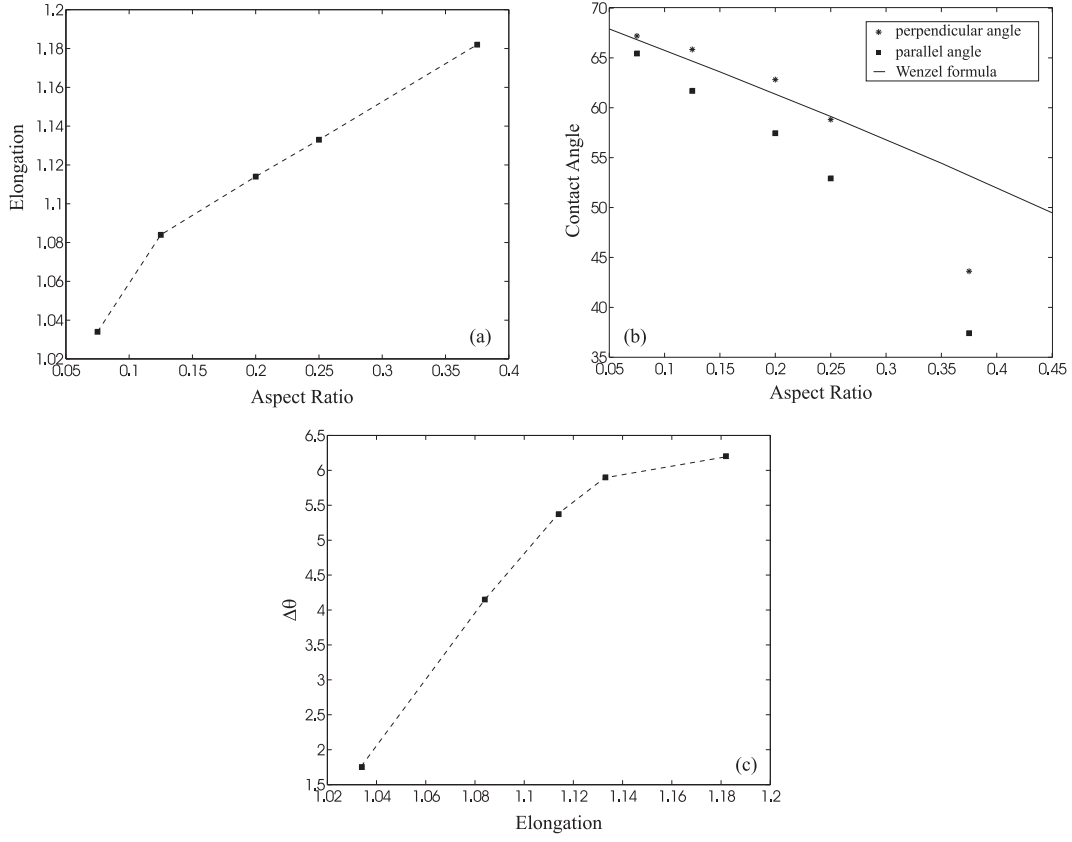 1.2
1.18
1.16
1.14
1.12
1.1
1.08
1.06
1.04
1.02
Elongation
0.05 0.1 0.15 0.2 0.25 0.3 0.35 0.4
Aspect Ratio
(a)
70
65
60
55
50
45
40
35
Contact Angle
perpendicular angle
parallel angle
Wenzel formula
(b)
0.05 0.1 0.15 0.2 0.25 0.3 0.35 0.4 0.45
Aspect Ratio
6.5
6
5.5
5
4.5
4
3.5
3
2.5
2
1.5
Δθ
(c)
1.02 1.04 1.06 1.08 1.1 1.12 1.14 1.16 1.18 1.2
Elongation